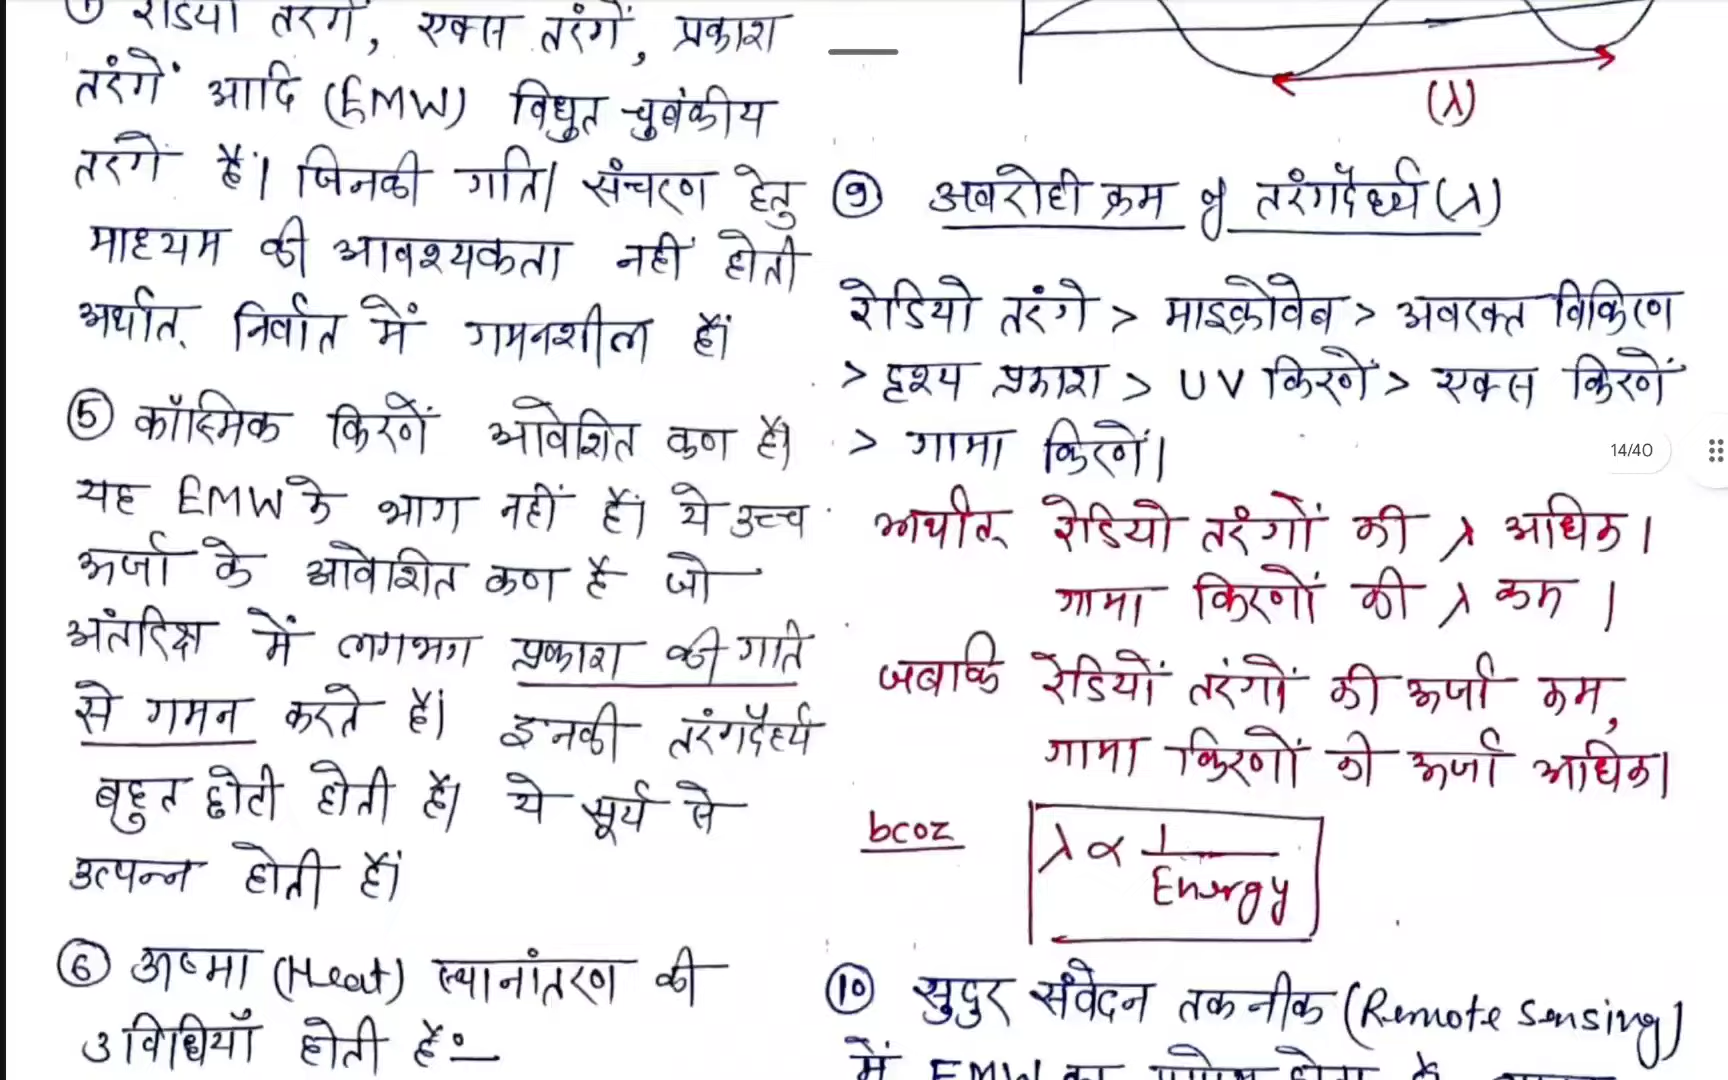 रेडियो तरंगें, एक्स तरंगें, प्रकाश
तरंगें आदि (EMW) विधुत चुबंकीय
तरंगे हैं। जिनकी गति। संचरण हेतु
माध्यम की आवश्यकता नहीं होती
अर्थात् निर्वात में गमनशील हैं।
⑤ कॉस्मिक किरणें आवेशित कण हैं।
यह EMW के भाग नहीं हैं। ये उच्च
ऊर्जा के आवेशित कण है जो
अंतरिक्ष में लगभग प्रकाश की गति
से गमन करते हैं। इनकी तरंगदैर्ध्य
बहुत छोटी होती हैं। ये सूर्य से
उत्पन्न होती हैं।
⑥ ऊष्मा (Heat) स्थानांतरण की
3 विधियाँ होती हैं:-
(λ)
⑨ अवरोही क्रम of तरंगदैर्ध्य (λ)
रेडियो तरंगे > माइक्रोवेब > अवरक्त विकिरण
> दृश्य प्रकाश > UV किरणें > एक्स किरणें
> गामा किरणें।
14/40
अर्थात् रेडियो तरंगों की λ अधिक।
गामा किरणों की λ कम।
जबकि रेडियों तरंगों की ऊर्जा कम,
गामा किरणों की ऊर्जा अधिक।
bcoz λ ∝ 1/Energy
⑩ सुदुर संवेदन तकनीक (Remote Sensing)
में EMW का